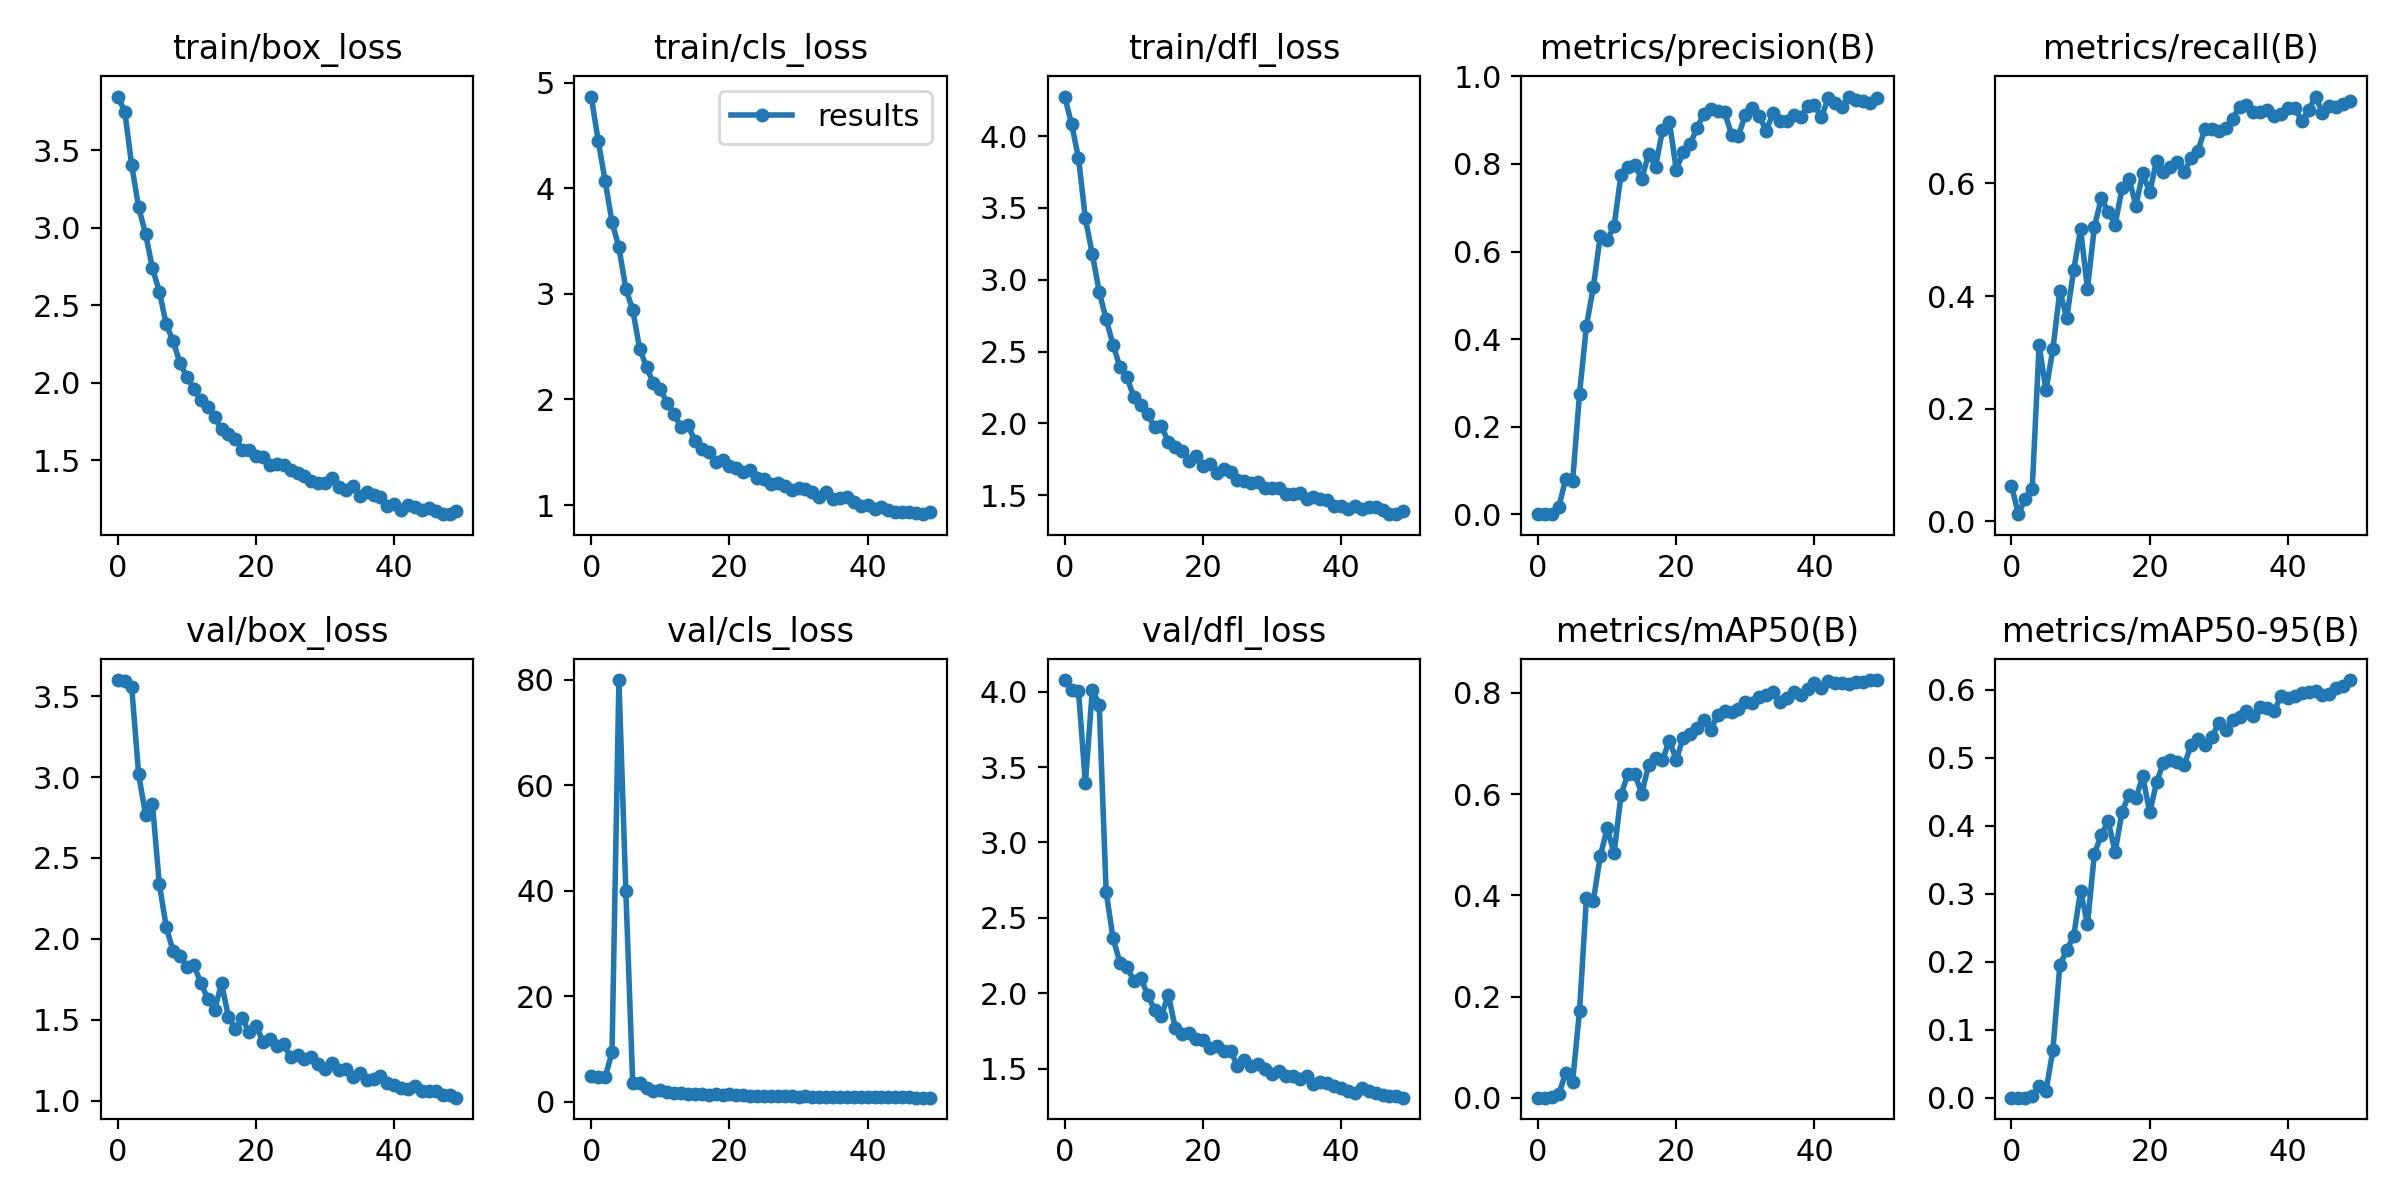 train/box_loss
3.5
3.0
2.5
2.0
1.5
0 20 40
train/cls_loss
results
5
4
3
2
1
0 20 40
train/dfl_loss
4.0
3.5
3.0
2.5
2.0
1.5
0 20 40
metrics/precision(B)
1.0
0.8
0.6
0.4
0.2
0.0
0 20 40
metrics/recall(B)
0.6
0.4
0.2
0.0
0 20 40
val/box_loss
3.5
3.0
2.5
2.0
1.5
1.0
0 20 40
val/cls_loss
80
60
40
20
0
0 20 40
val/dfl_loss
4.0
3.5
3.0
2.5
2.0
1.5
0 20 40
metrics/mAP50(B)
0.8
0.6
0.4
0.2
0.0
0 20 40
metrics/mAP50-95(B)
0.6
0.5
0.4
0.3
0.2
0.1
0.0
0 20 40